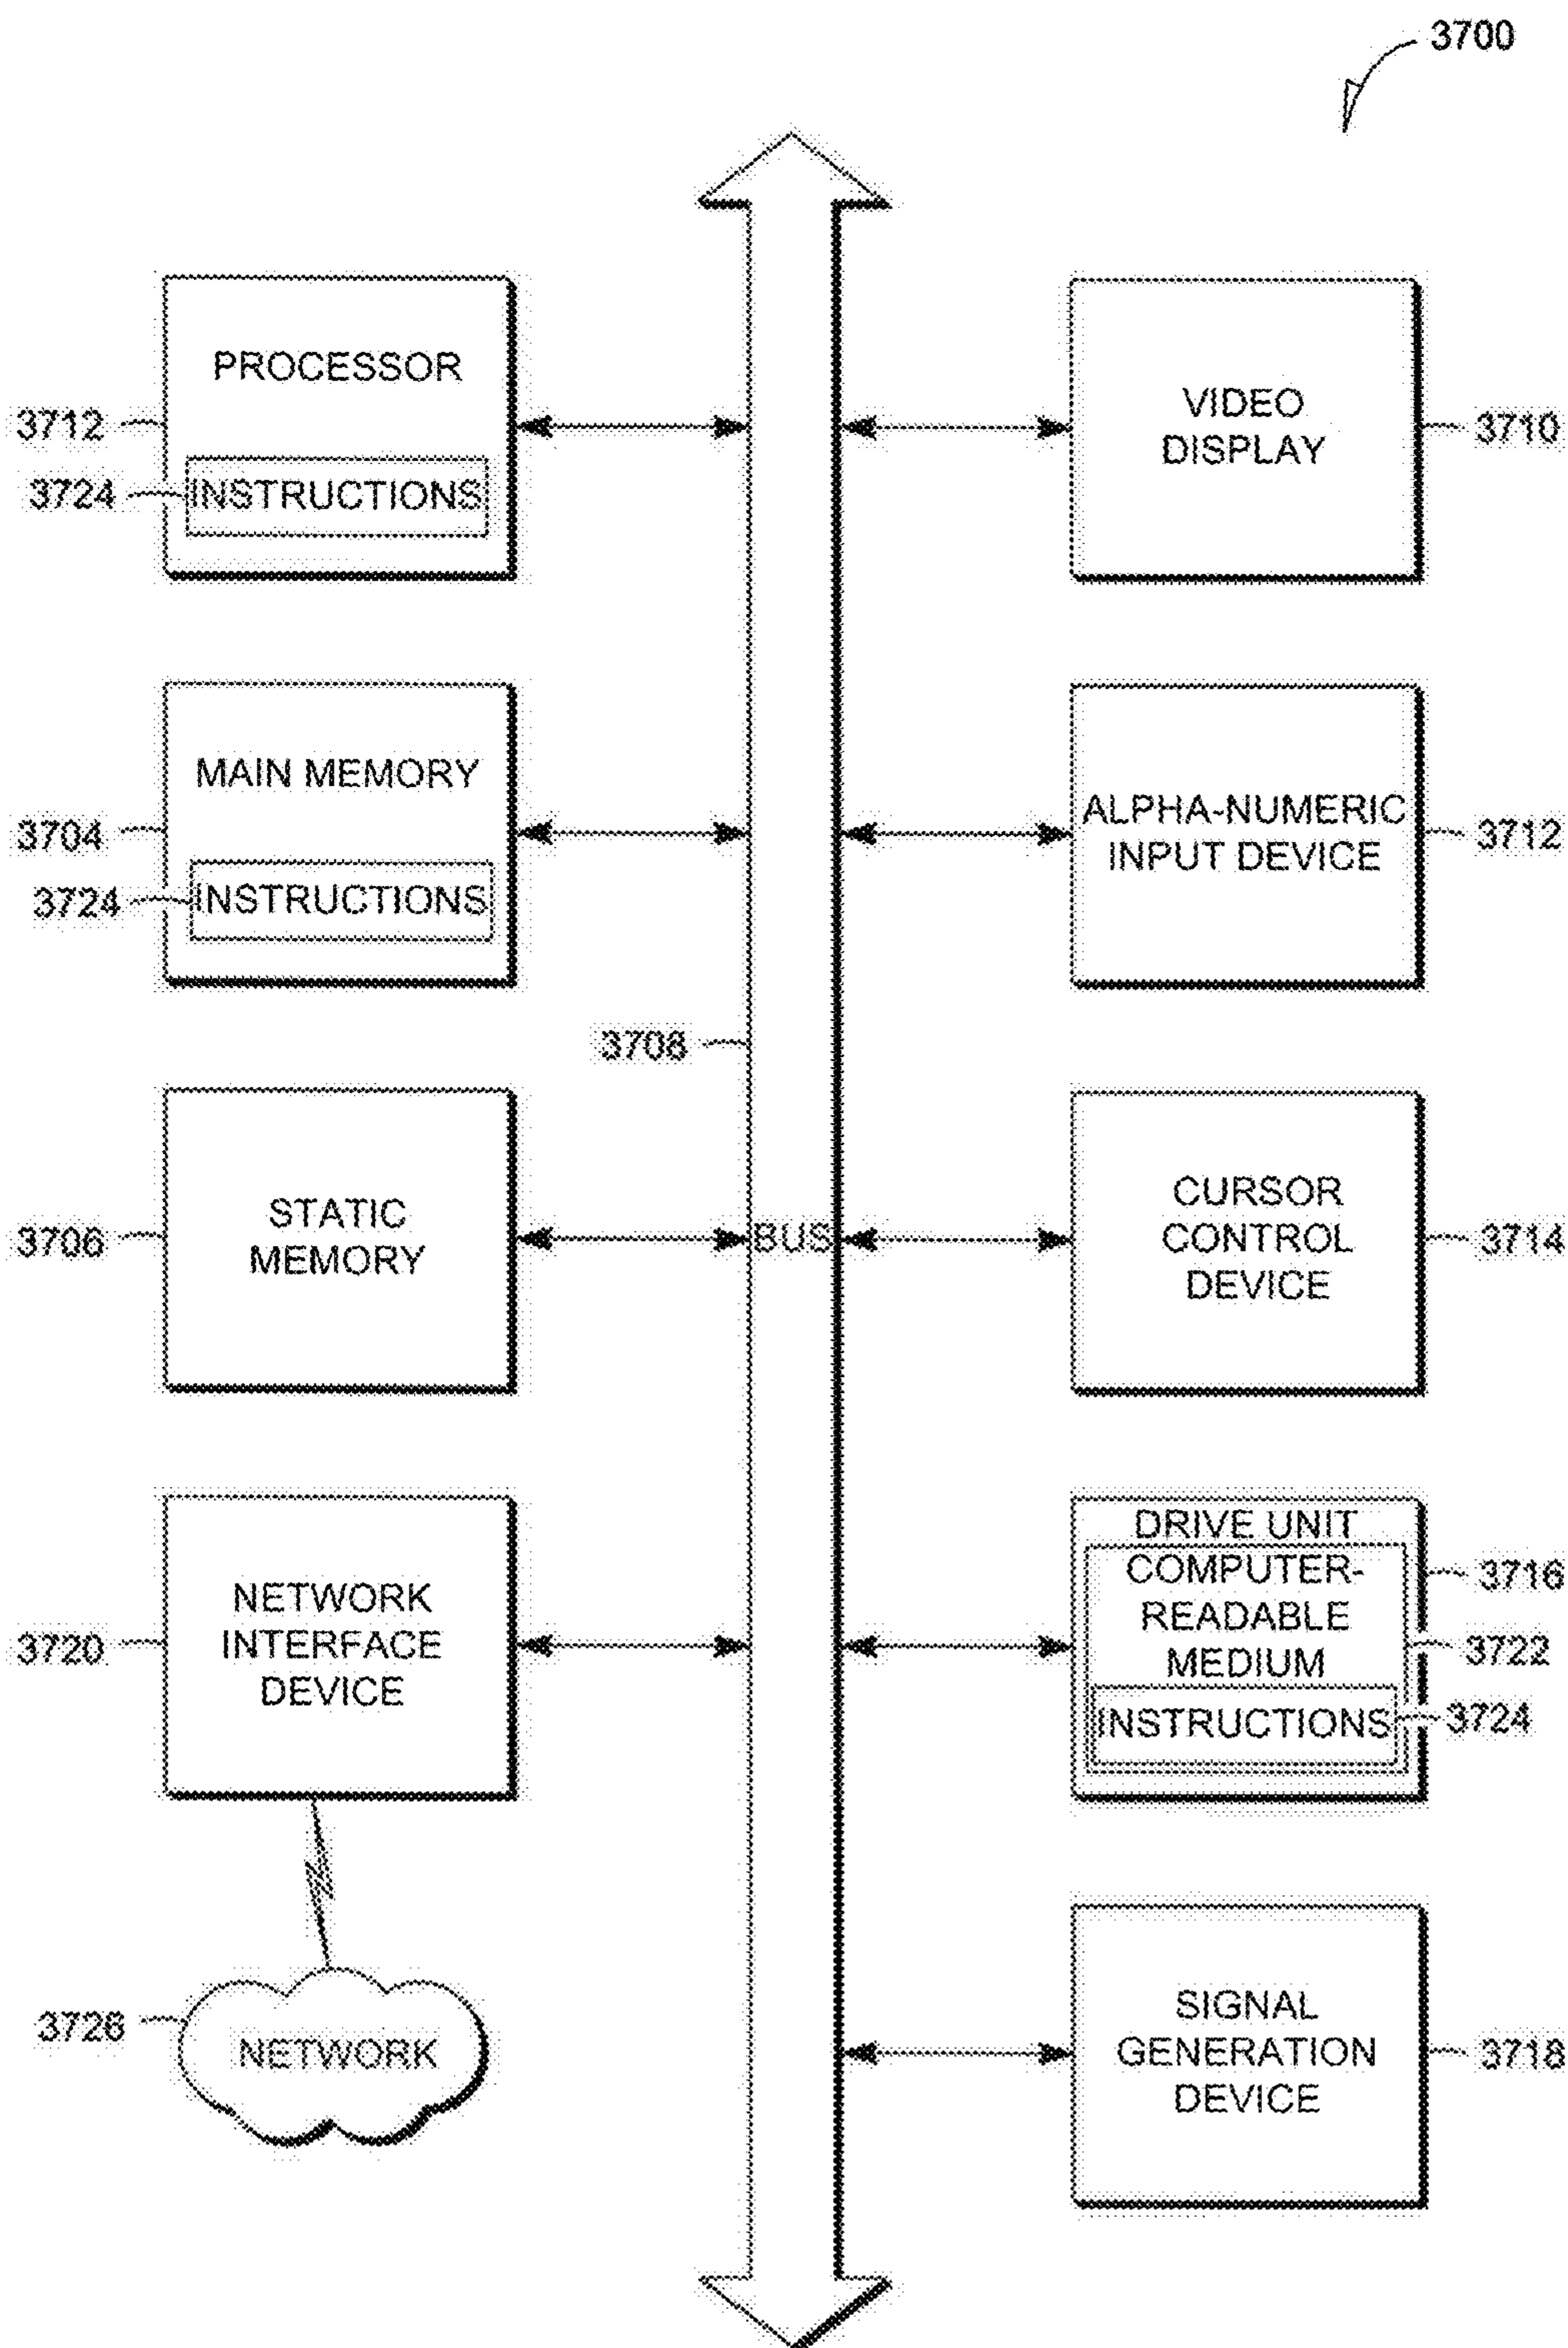 3700
PROCESSOR
3712
3724
INSTRUCTIONS
VIDEO
DISPLAY
3710
MAIN MEMORY
3704
3724
INSTRUCTIONS
ALPHA-NUMERIC
INPUT DEVICE
3712
3708
STATIC
MEMORY
3706
BUS
CURSOR
CONTROL
DEVICE
3714
NETWORK
INTERFACE
DEVICE
3720
DRIVE UNIT
COMPUTER-
READABLE
MEDIUM
INSTRUCTIONS
3716
3722
3724
3726
NETWORK
SIGNAL
GENERATION
DEVICE
3718